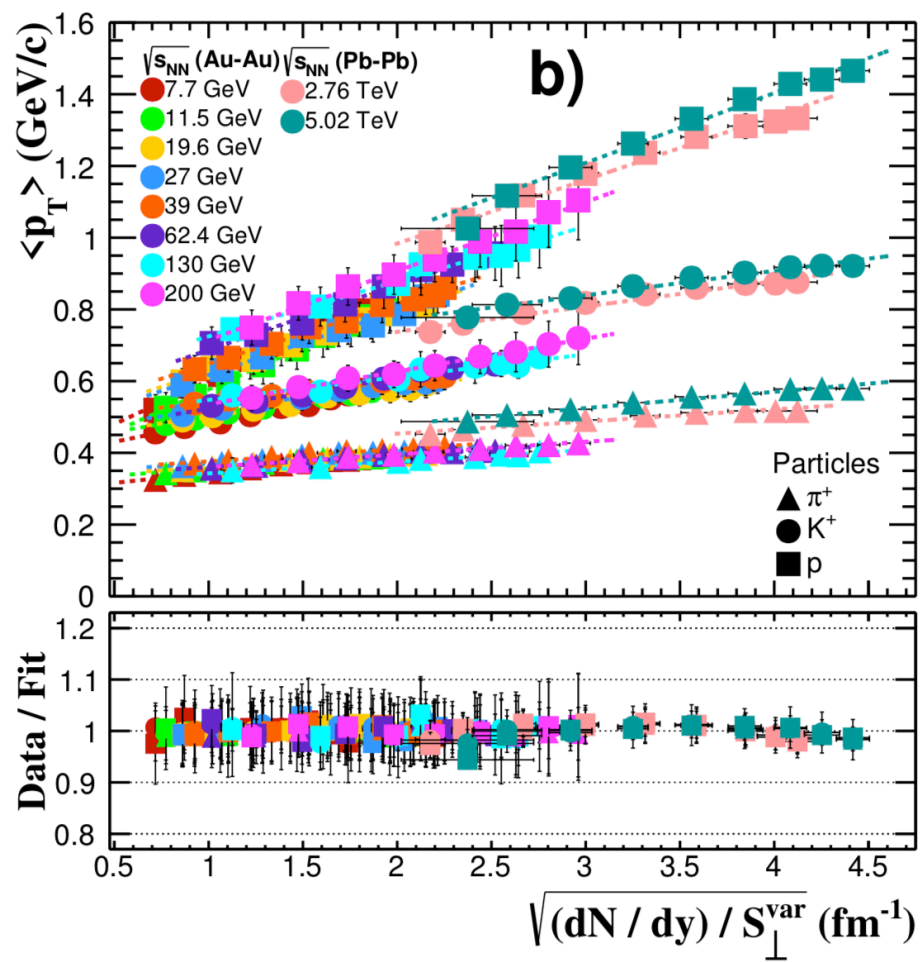 b)
√s_NN (Au-Au) √s_NN (Pb-Pb)
7.7 GeV 2.76 TeV
11.5 GeV 5.02 TeV
19.6 GeV
27 GeV
39 GeV
62.4 GeV
130 GeV
200 GeV
<p_T> (GeV/c)
1.6
1.4
1.2
1
0.8
0.6
0.4
0.2
0
Particles
π⁺
K⁺
p
Data / Fit
1.2
1.1
1
0.9
0.8
0.5 1 1.5 2 2.5 3 3.5 4 4.5
√(dN / dy) / S_⊥^var (fm⁻¹)